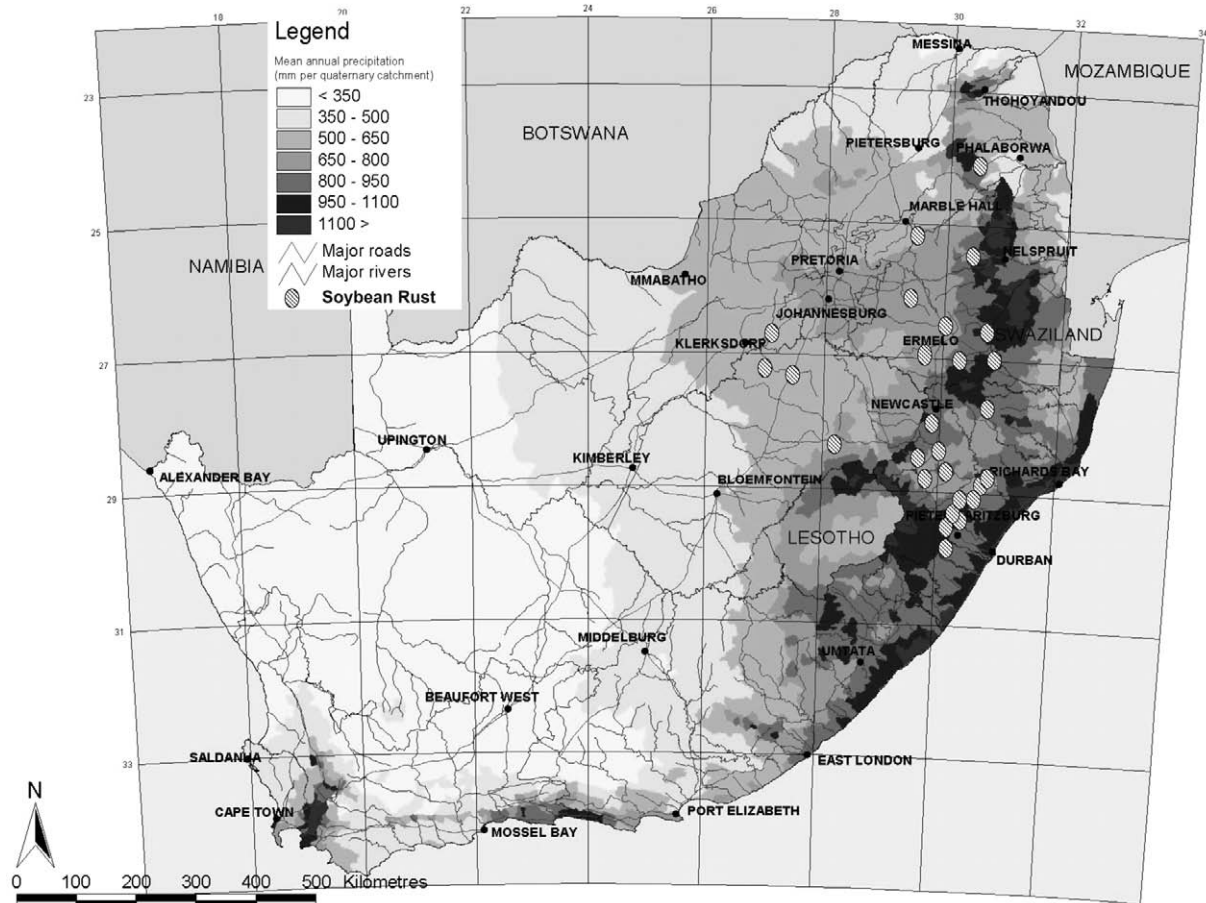 20
22
24
26
28
30
32
34
Legend
Mean annual precipitation
(mm per quaternary catchment)
< 350
350 - 500
500 - 650
650 - 800
800 - 950
950 - 1100
1100 >
Major roads
Major rivers
Soybean Rust
MESSINA
MOZAMBIQUE
23
THOHOYANDOU
BOTSWANA
PIETERSBURG
PHALABORWA
MARBLE HALL
25
NELSPRUIT
PRETORIA
NAMIBIA
MMABATHO
JOHANNESBURG
SWAZILAND
KLERKSDORP
ERMELO
27
NEWCASTLE
UPINGTON
KIMBERLEY
ALEXANDER BAY
RICHARDS BAY
BLOEMFONTEIN
29
LESOTHO
DURBAN
31
MIDDELBURG
UMTATA
BEAUFORT WEST
SALDANHA
33
EAST LONDON
N
CAPE TOWN
PORT ELIZABETH
MOSSEL BAY
0 100 200 300 400 500 Kilometres